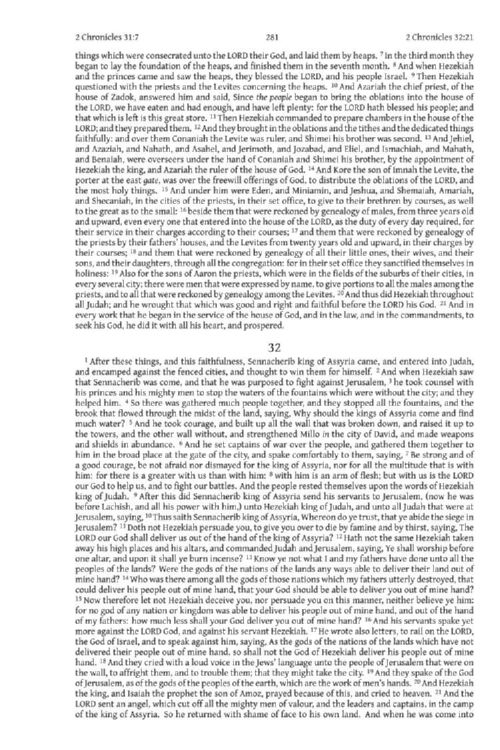 2 Chronicles 31:7 281 2 Chronicles 32:21
things which were consecrated unto the LORD their God, and laid them by heaps. 7 In the third month they
began to lay the foundation of the heaps, and finished them in the seventh month. 8 And when Hezekiah
and the princes came and saw the heaps, they blessed the LORD, and his people Israel. 9 Then Hezekiah
questioned with the priests and the Levites concerning the heaps. 10 And Azariah the chief priest, of the
house of Zadok, answered him and said, Since the people began to bring the oblations into the house of
the LORD, we have eaten and had enough, and have left plenty: for the LORD hath blessed his people; and
that which is left is this great store. 11 Then Hezekiah commanded to prepare chambers in the house of the
LORD; and they prepared them. 12 And they brought in the oblations and the tithes and the dedicated things
faithfully: and over them Conaniah the Levite was ruler, and Shimei his brother was second. 13 And Jehiel,
and Azaziah, and Nahath, and Asahel, and Jerimoth, and Jozabad, and Eliel, and Ismachiah, and Mahath,
and Benaiah, were overseers under the hand of Conaniah and Shimei his brother, by the appointment of
Hezekiah the king, and Azariah the ruler of the house of God. 14 And Kore the son of Imnah the Levite, the
porter at the east gate, was over the freewill offerings of God, to distribute the oblations of the LORD, and
the most holy things. 15 And under him were Eden, and Miniamin, and Jeshua, and Shemaiah, Amariah,
and Shecaniah, in the cities of the priests, in their set office, to give to their brethren by courses, as well
to the great as to the small: 16 beside them that were reckoned by genealogy of males, from three years old
and upward, even every one that entered into the house of the LORD, as the duty of every day required, for
their service in their charges according to their courses; 17 and them that were reckoned by genealogy of
the priests by their fathers' houses, and the Levites from twenty years old and upward, in their charges by
their courses; 18 and them that were reckoned by genealogy of all their little ones, their wives, and their
sons, and their daughters, through all the congregation: for in their set office they sanctified themselves in
holiness: 19 Also for the sons of Aaron the priests, which were in the fields of the suburbs of their cities, in
every several city; there were men that were expressed by name, to give portions to all the males among the
priests, and to all that were reckoned by genealogy among the Levites. 20 And thus did Hezekiah throughout
all Judah; and he wrought that which was good and right and faithful before the LORD his God. 21 And in
every work that he began in the service of the house of God, and in the law, and in the commandments, to
seek his God, he did it with all his heart, and prospered.
32
1 After these things, and this faithfulness, Sennacherib king of Assyria came, and entered into Judah,
and encamped against the fenced cities, and thought to win them for himself. 2 And when Hezekiah saw
that Sennacherib was come, and that he was purposed to fight against Jerusalem, 3 he took counsel with
his princes and his mighty men to stop the waters of the fountains which were without the city; and they
helped him. 4 So there was gathered much people together, and they stopped all the fountains, and the
brook that flowed through the midst of the land, saying, Why should the kings of Assyria come and find
much water? 5 And he took courage, and built up all the wall that was broken down, and raised it up to
the towers, and the other wall without, and strengthened Millo in the city of David, and made weapons
and shields in abundance. 6 And he set captains of war over the people, and gathered them together to
him in the broad place at the gate of the city, and spake comfortably to them, saying, 7 Be strong and of
a good courage, be not afraid nor dismayed for the king of Assyria, nor for all the multitude that is with
him: for there is a greater with us than with him: 8 with him is an arm of flesh; but with us is the LORD
our God to help us, and to fight our battles. And the people rested themselves upon the words of Hezekiah
king of Judah. 9 After this did Sennacherib king of Assyria send his servants to Jerusalem, (now he was
before Lachish, and all his power with him,) unto Hezekiah king of Judah, and unto all Judah that were at
Jerusalem, saying, 10 Thus saith Sennacherib king of Assyria, Whereon do ye trust, that ye abide the siege in
Jerusalem? 11 Doth not Hezekiah persuade you, to give you over to die by famine and by thirst, saying, The
LORD our God shall deliver us out of the hand of the king of Assyria? 12 Hath not the same Hezekiah taken
away his high places and his altars, and commanded Judah and Jerusalem, saying, Ye shall worship before
one altar, and upon it shall ye burn incense? 13 Know ye not what I and my fathers have done unto all the
peoples of the lands? Were the gods of the nations of the lands any ways able to deliver their land out of
mine hand? 14 Who was there among all the gods of those nations which my fathers utterly destroyed, that
could deliver his people out of mine hand, that your God should be able to deliver you out of mine hand?
15 Now therefore let not Hezekiah deceive you, nor persuade you on this manner, neither believe ye him:
for no god of any nation or kingdom was able to deliver his people out of mine hand, and out of the hand
of my fathers: how much less shall your God deliver you out of mine hand? 16 And his servants spake yet
more against the LORD God, and against his servant Hezekiah. 17 He wrote also letters, to rail on the LORD,
the God of Israel, and to speak against him, saying, As the gods of the nations of the lands which have not
delivered their people out of mine hand, so shall not the God of Hezekiah deliver his people out of mine
hand. 18 And they cried with a loud voice in the Jews' language unto the people of Jerusalem that were on
the wall, to affright them, and to trouble them; that they might take the city. 19 And they spake of the God
of Jerusalem, as of the gods of the peoples of the earth, which are the work of men's hands. 20 And Hezekiah
the king, and Isaiah the prophet the son of Amoz, prayed because of this, and cried to heaven. 21 And the
LORD sent an angel, which cut off all the mighty men of valour, and the leaders and captains, in the camp
of the king of Assyria. So he returned with shame of face to his own land. And when he was come into